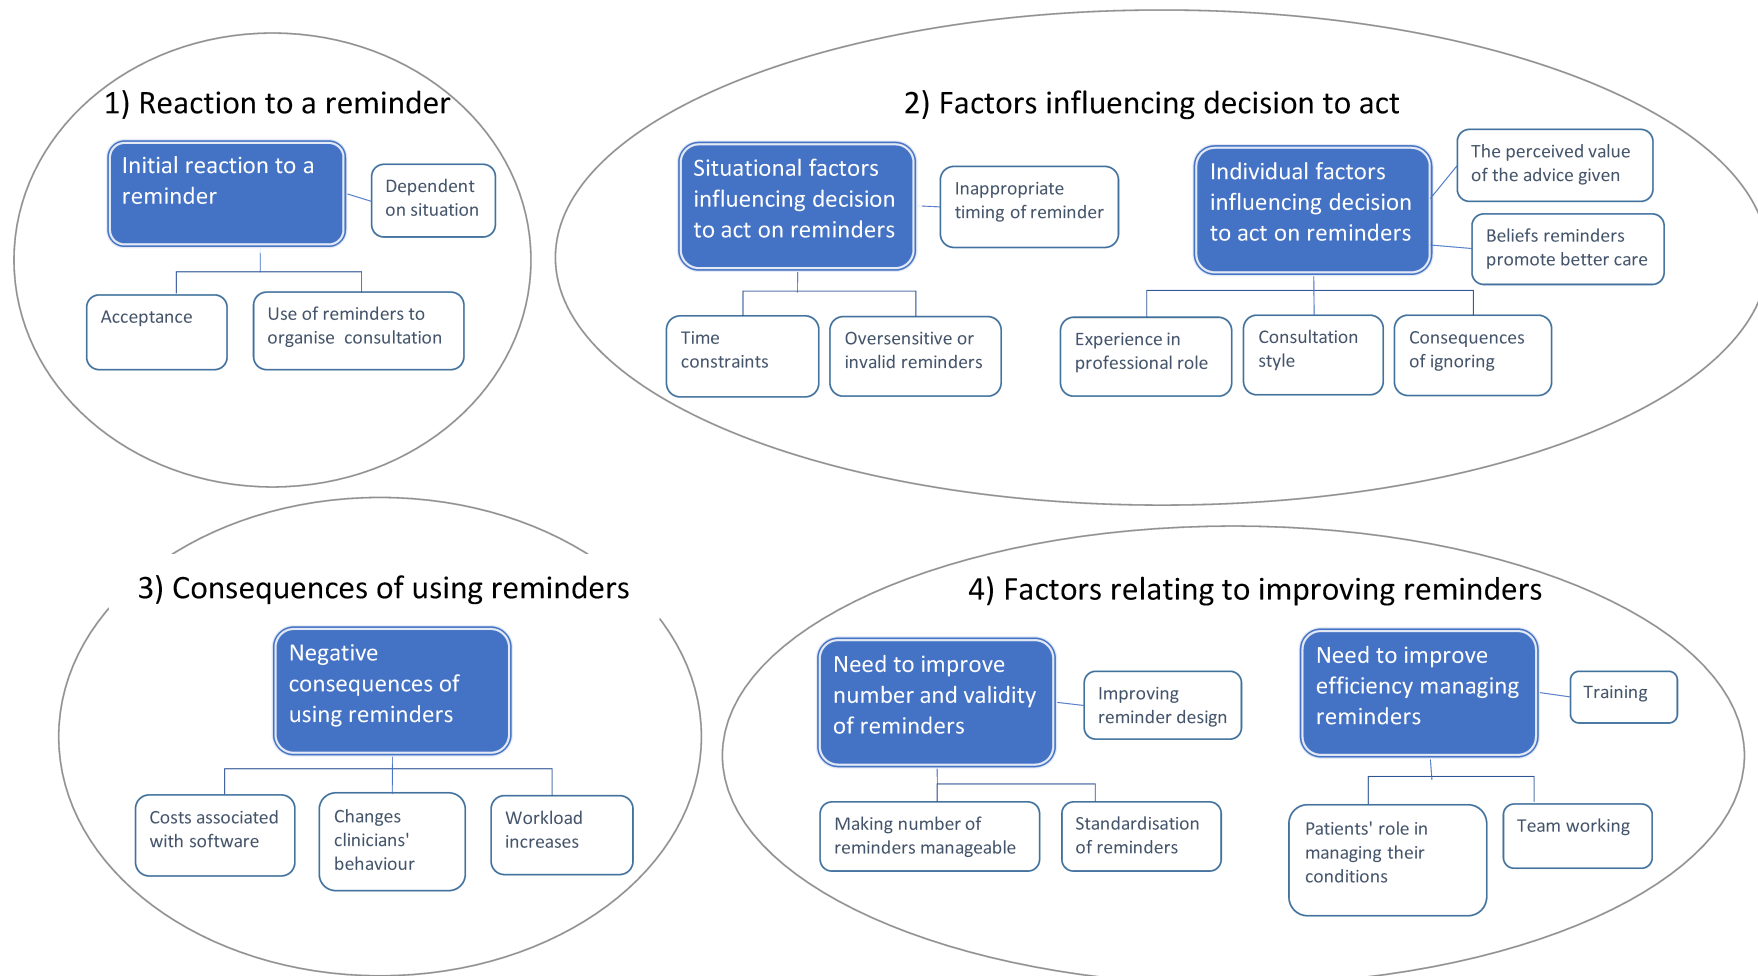 1) Reaction to a reminder
Initial reaction to a
reminder
Dependent
on situation
Acceptance
Use of reminders to
organise  consultation
2) Factors influencing decision to act
Situational factors
influencing decision
to act on reminders
Inappropriate
timing of reminder
Time
constraints
Oversensitive or
invalid reminders
Individual factors
influencing decision
to act on reminders
The perceived value
of the advice given
Beliefs reminders
promote better care
Experience in
professional role
Consultation
style
Consequences
of ignoring
3) Consequences of using reminders
Negative
consequences of
using reminders
Costs associated
with software
Changes
clinicians'
behaviour
Workload
increases
4) Factors relating to improving reminders
Need to improve
number and validity
of reminders
Improving
reminder design
Making number of
reminders manageable
Standardisation
of reminders
Need to improve
efficiency managing
reminders
Training
Patients' role in
managing their
conditions
Team working